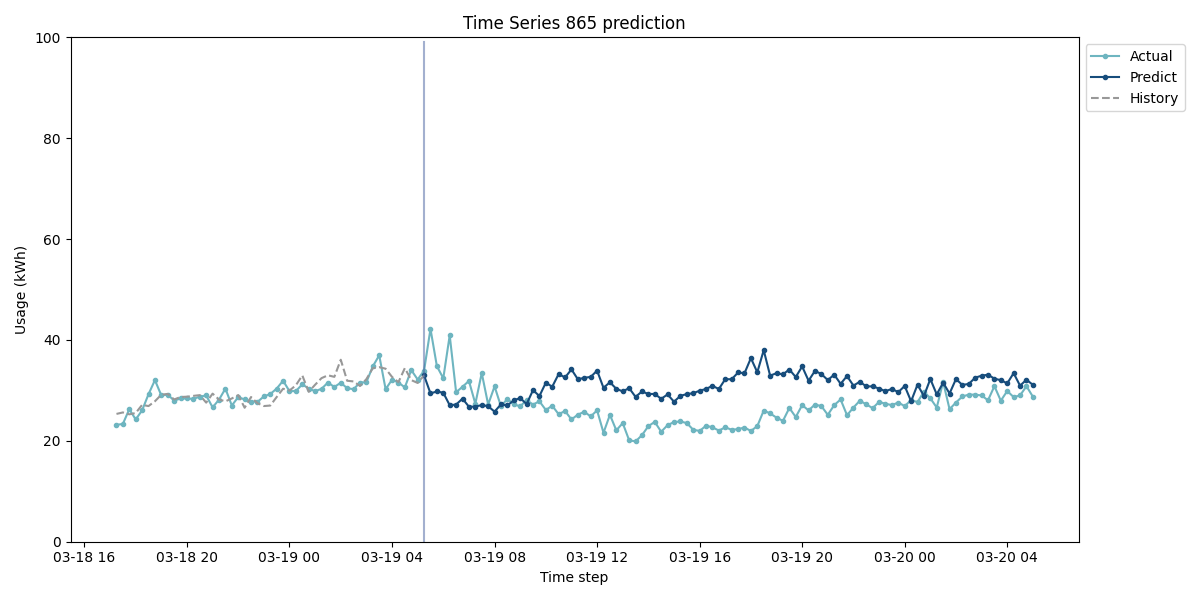 Time Series 865 prediction
Usage (kWh)
100
80
60
40
20
0
03-18 16 03-18 20 03-19 00 03-19 04 03-19 08 03-19 12 03-19 16 03-19 20 03-20 00 03-20 04
Time step
Actual
Predict
History